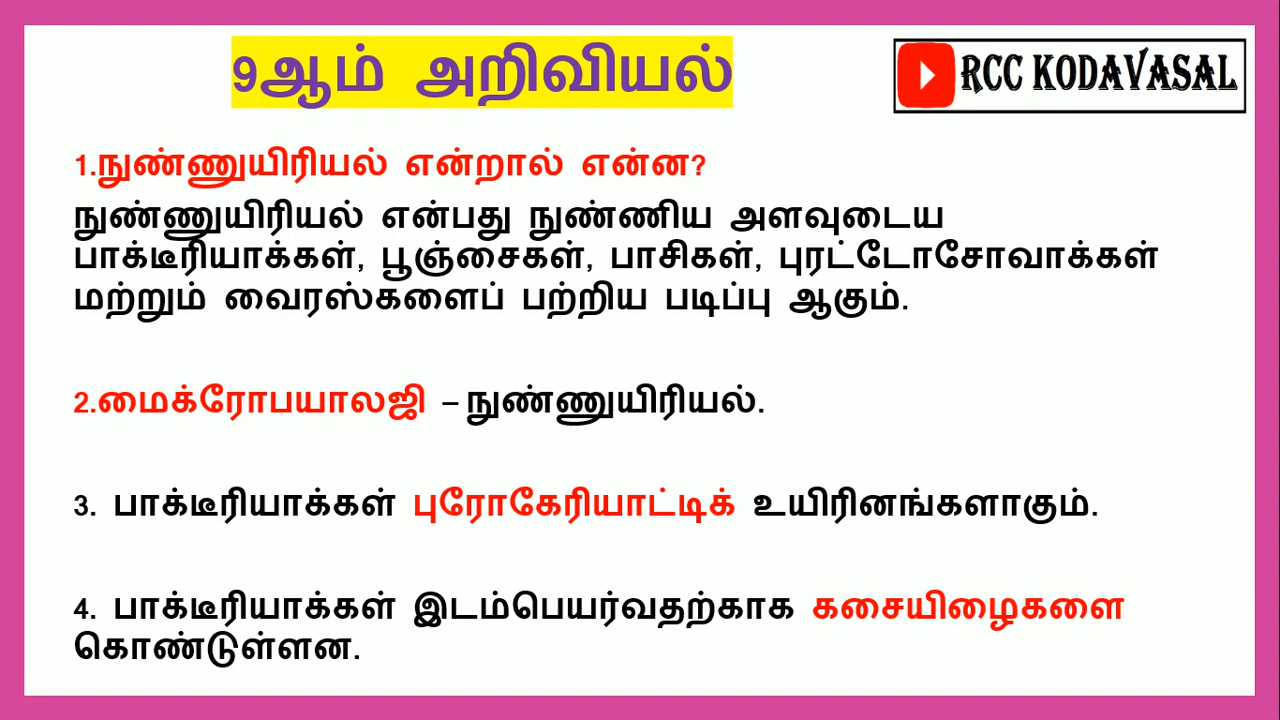 9ஆம் அறிவியல்
RCC KODAVASAL
1.நுண்ணுயிரியல் என்றால் என்ன?
நுண்ணுயிரியல் என்பது நுண்ணிய அளவுடைய
பாக்டீரியாக்கள், பூஞ்சைகள், பாசிகள், புரட்டோசோவாக்கள்
மற்றும் வைரஸ்களைப் பற்றிய படிப்பு ஆகும்.
2.மைக்ரோபயாலஜி – நுண்ணுயிரியல்.
3. பாக்டீரியாக்கள் புரோகேரியாட்டிக் உயிரினங்களாகும்.
4. பாக்டீரியாக்கள் இடம்பெயர்வதற்காக கசையிழைகளை
கொண்டுள்ளன.